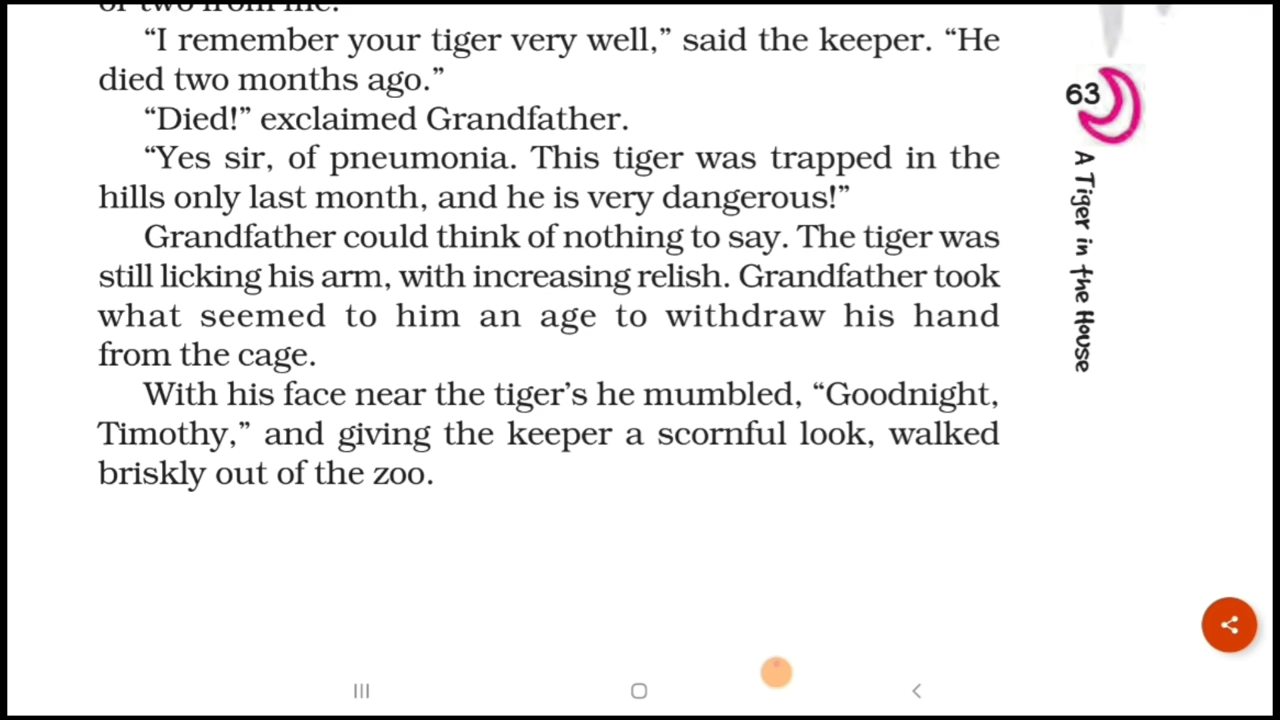 or two from me.
“I remember your tiger very well,” said the keeper. “He
died two months ago.”
“Died!” exclaimed Grandfather.
“Yes sir, of pneumonia. This tiger was trapped in the
hills only last month, and he is very dangerous!”
Grandfather could think of nothing to say. The tiger was
still licking his arm, with increasing relish. Grandfather took
what seemed to him an age to withdraw his hand
from the cage.
With his face near the tiger’s he mumbled, “Goodnight,
Timothy,” and giving the keeper a scornful look, walked
briskly out of the zoo.
63
A Tiger in the House